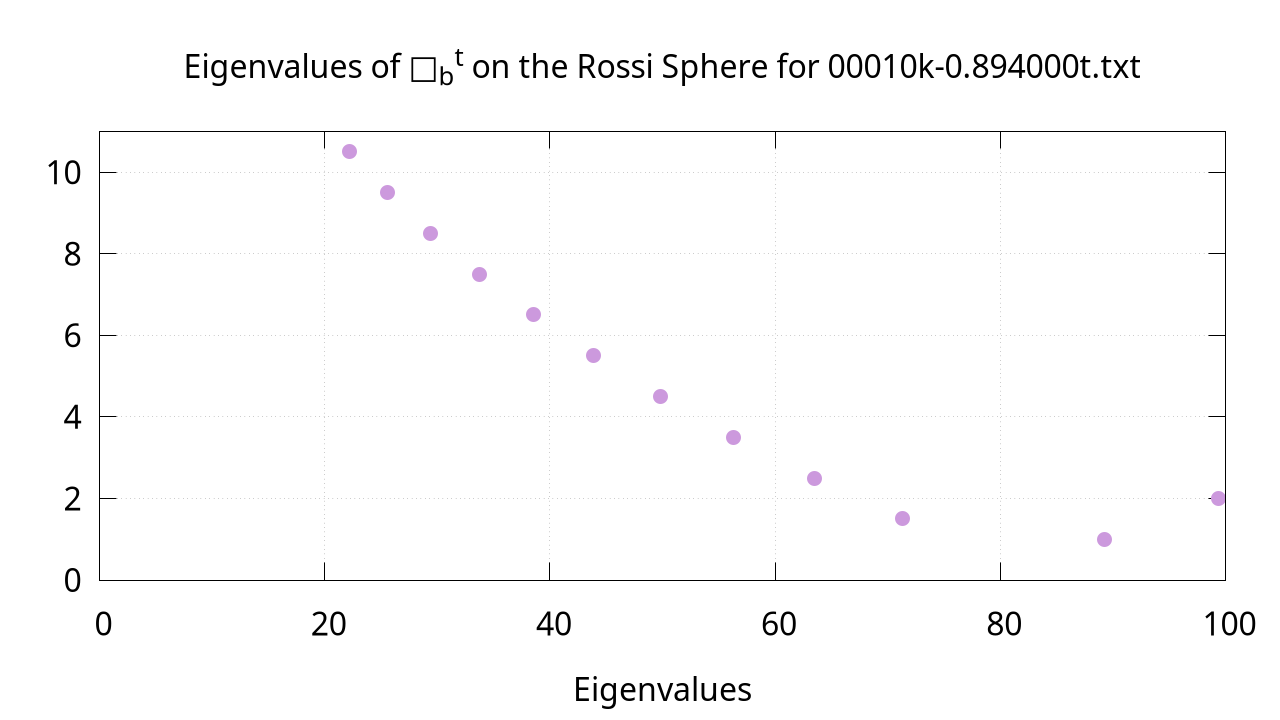 Eigenvalues of □bᵗ on the Rossi Sphere for 00010k-0.894000t.txt
10
8
6
4
2
0
0 20 40 60 80 100
Eigenvalues